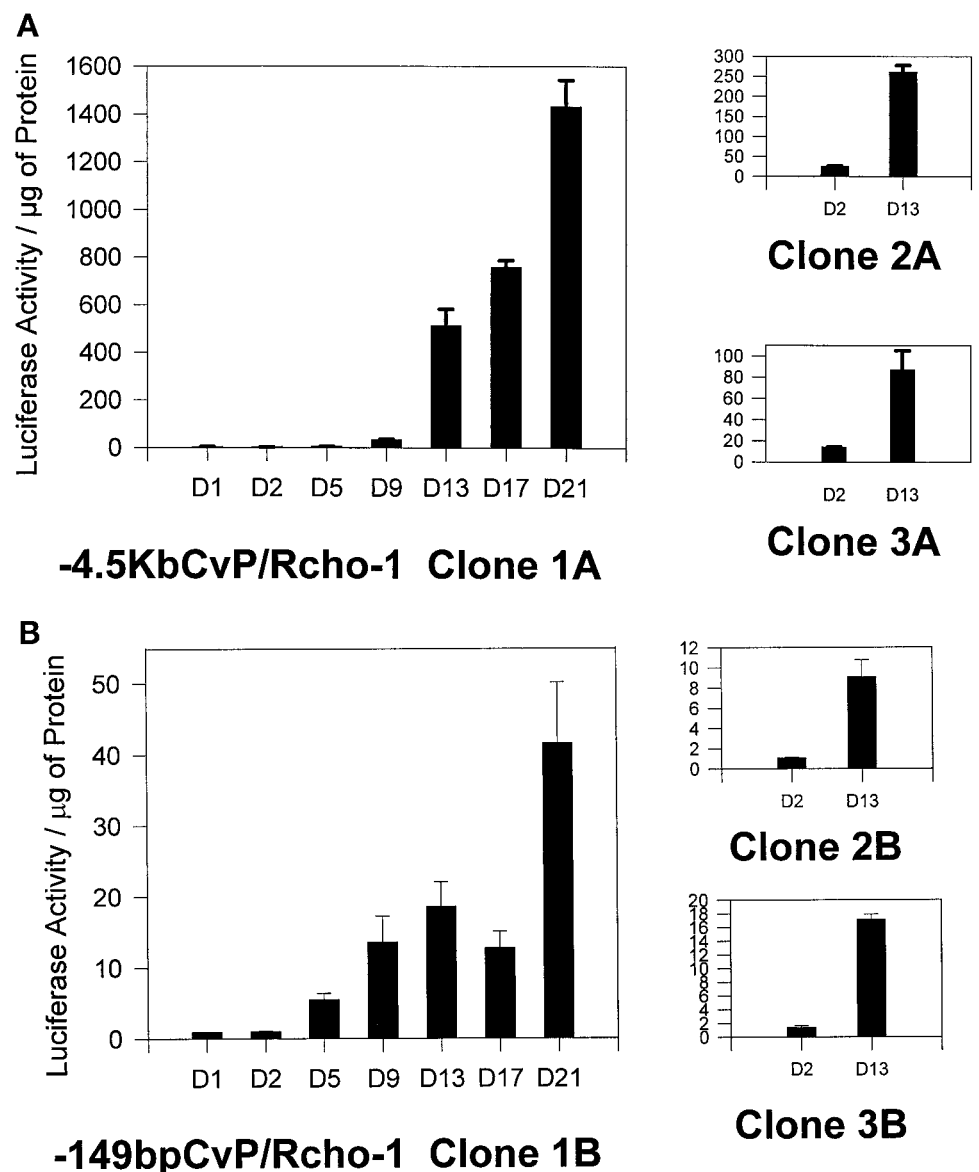 A
Luciferase Activity / µg of Protein
1600
1400
1200
1000
800
600
400
200
0
D1 D2 D5 D9 D13 D17 D21
-4.5KbCvP/Rcho-1 Clone 1A
300
250
200
150
100
50
0
D2 D13
Clone 2A
100
80
60
40
20
0
D2 D13
Clone 3A
B
Luciferase Activity / µg of Protein
50
40
30
20
10
0
D1 D2 D5 D9 D13 D17 D21
-149bpCvP/Rcho-1 Clone 1B
12
10
8
6
4
2
0
D2 D13
Clone 2B
20
18
16
14
12
10
8
6
4
2
0
D2 D13
Clone 3B